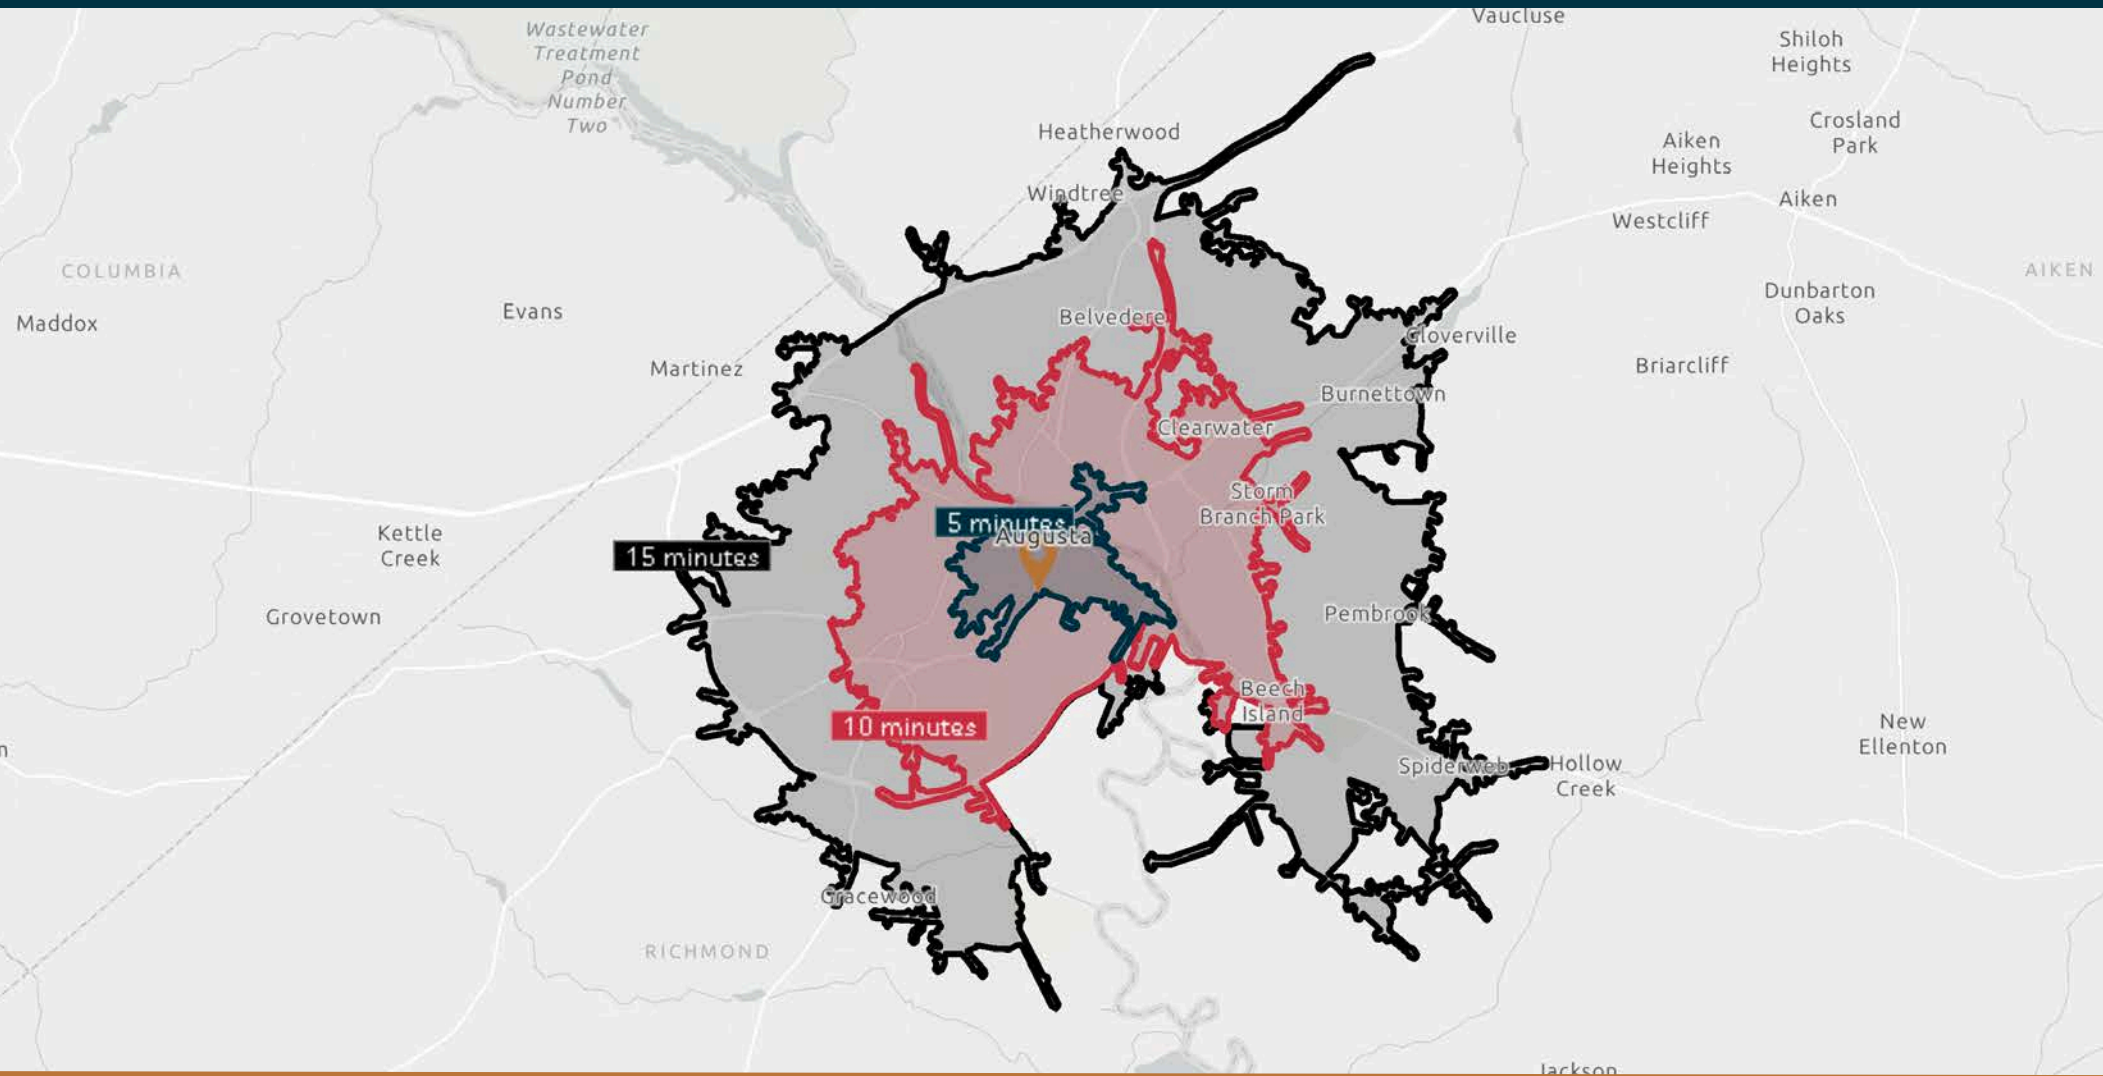 Vaucluse
Wastewater
Treatment
Pond
Number
Two
Shiloh
Heights
Heatherwood
Crosland
Park
Aiken
Heights
Windtree
Aiken
Westcliff
COLUMBIA
AIKEN
Dunbarton
Oaks
Maddox
Evans
Belvedere
Gloverville
Martinez
Briarcliff
Burnettown
Clearwater
Storm
Branch Park
5 minutes
Augusta
Kettle
Creek
15 minutes
Grovetown
Pembrook
Beech
Island
10 minutes
New
Ellenton
Spiderweb
Hollow
Creek
Gracewood
RICHMOND
Jackson